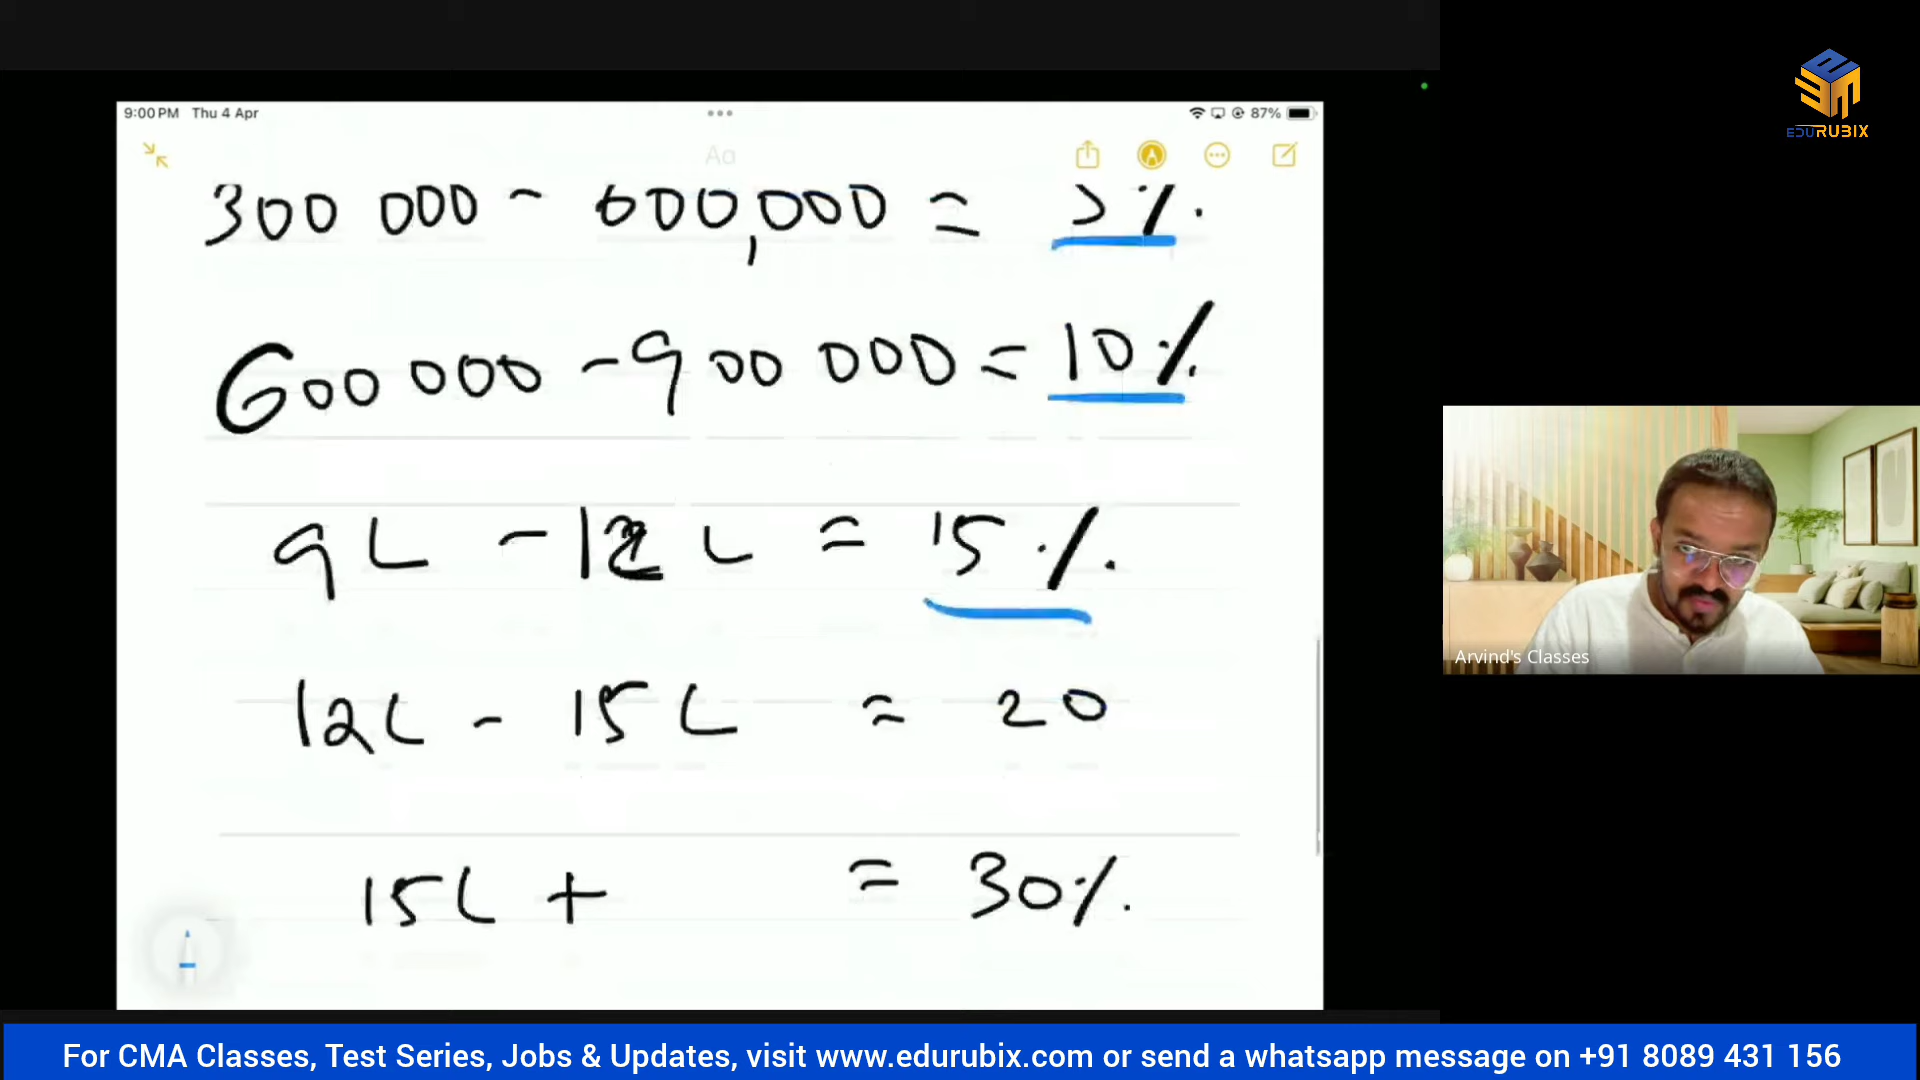 9:00 PM Thu 4 Apr
87%
Aa
EDURUBIX
300 000 - 600,000 = 5%.
600 000 - 900 000 = 10%.
9L - 12 L = 15%.
12L - 15L = 20
15L + = 30%.
Arvind's Classes
For CMA Classes, Test Series, Jobs & Updates, visit www.edurubix.com or send a whatsapp message on +91 8089 431 156